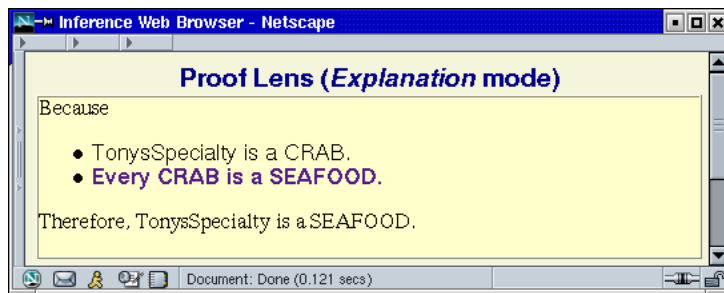 Inference Web Browser - Netscape
Proof Lens (Explanation mode)
Because
• TonysSpecialty is a CRAB.
• Every CRAB is a SEAFOOD.
Therefore, TonysSpecialty is a SEAFOOD.
Document: Done (0.121 secs)